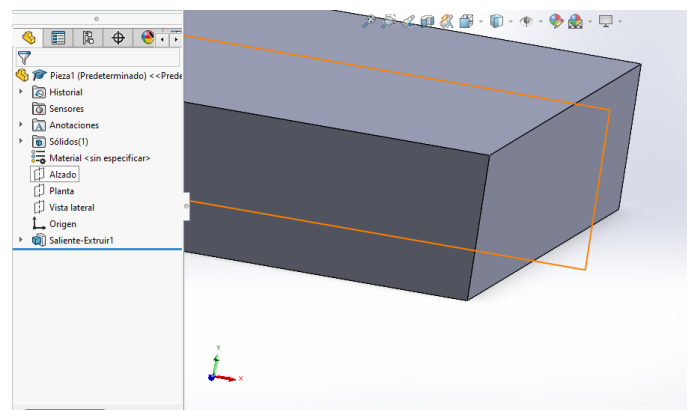 Pieza1 (Predeterminado) <<Prede
Historial
Sensores
Anotaciones
Sólidos(1)
Material <sin especificar>
Alzado
Planta
Vista lateral
Origen
Saliente-Extruir1
Y
X